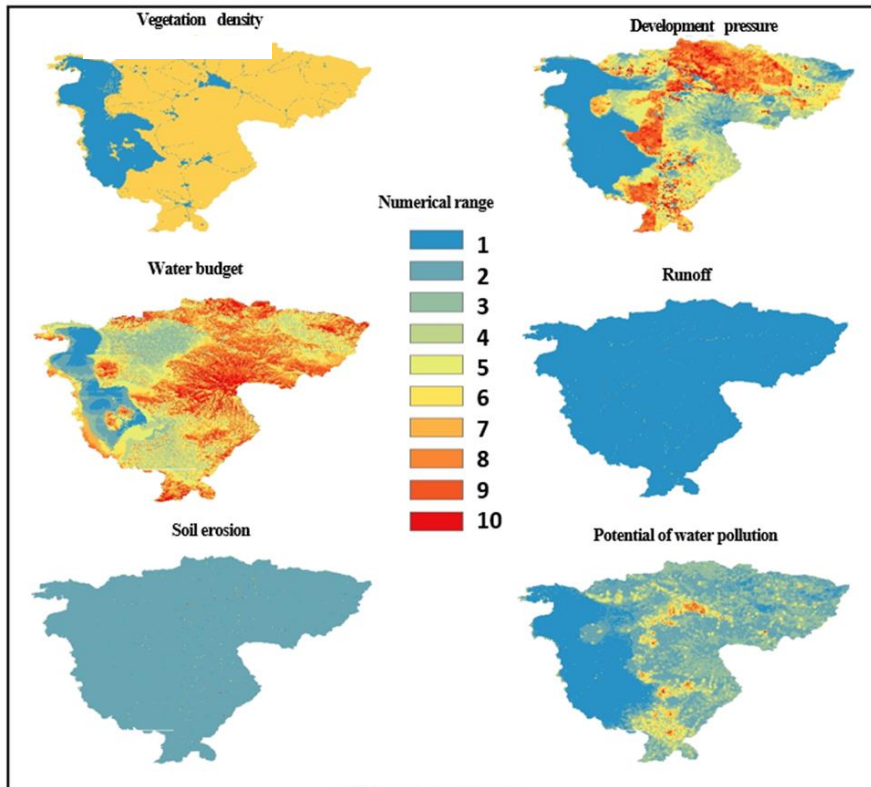 Vegetation density
Development pressure
Numerical range
1
2
3
4
5
6
7
8
9
10
Water budget
Runoff
Soil erosion
Potential of water pollution